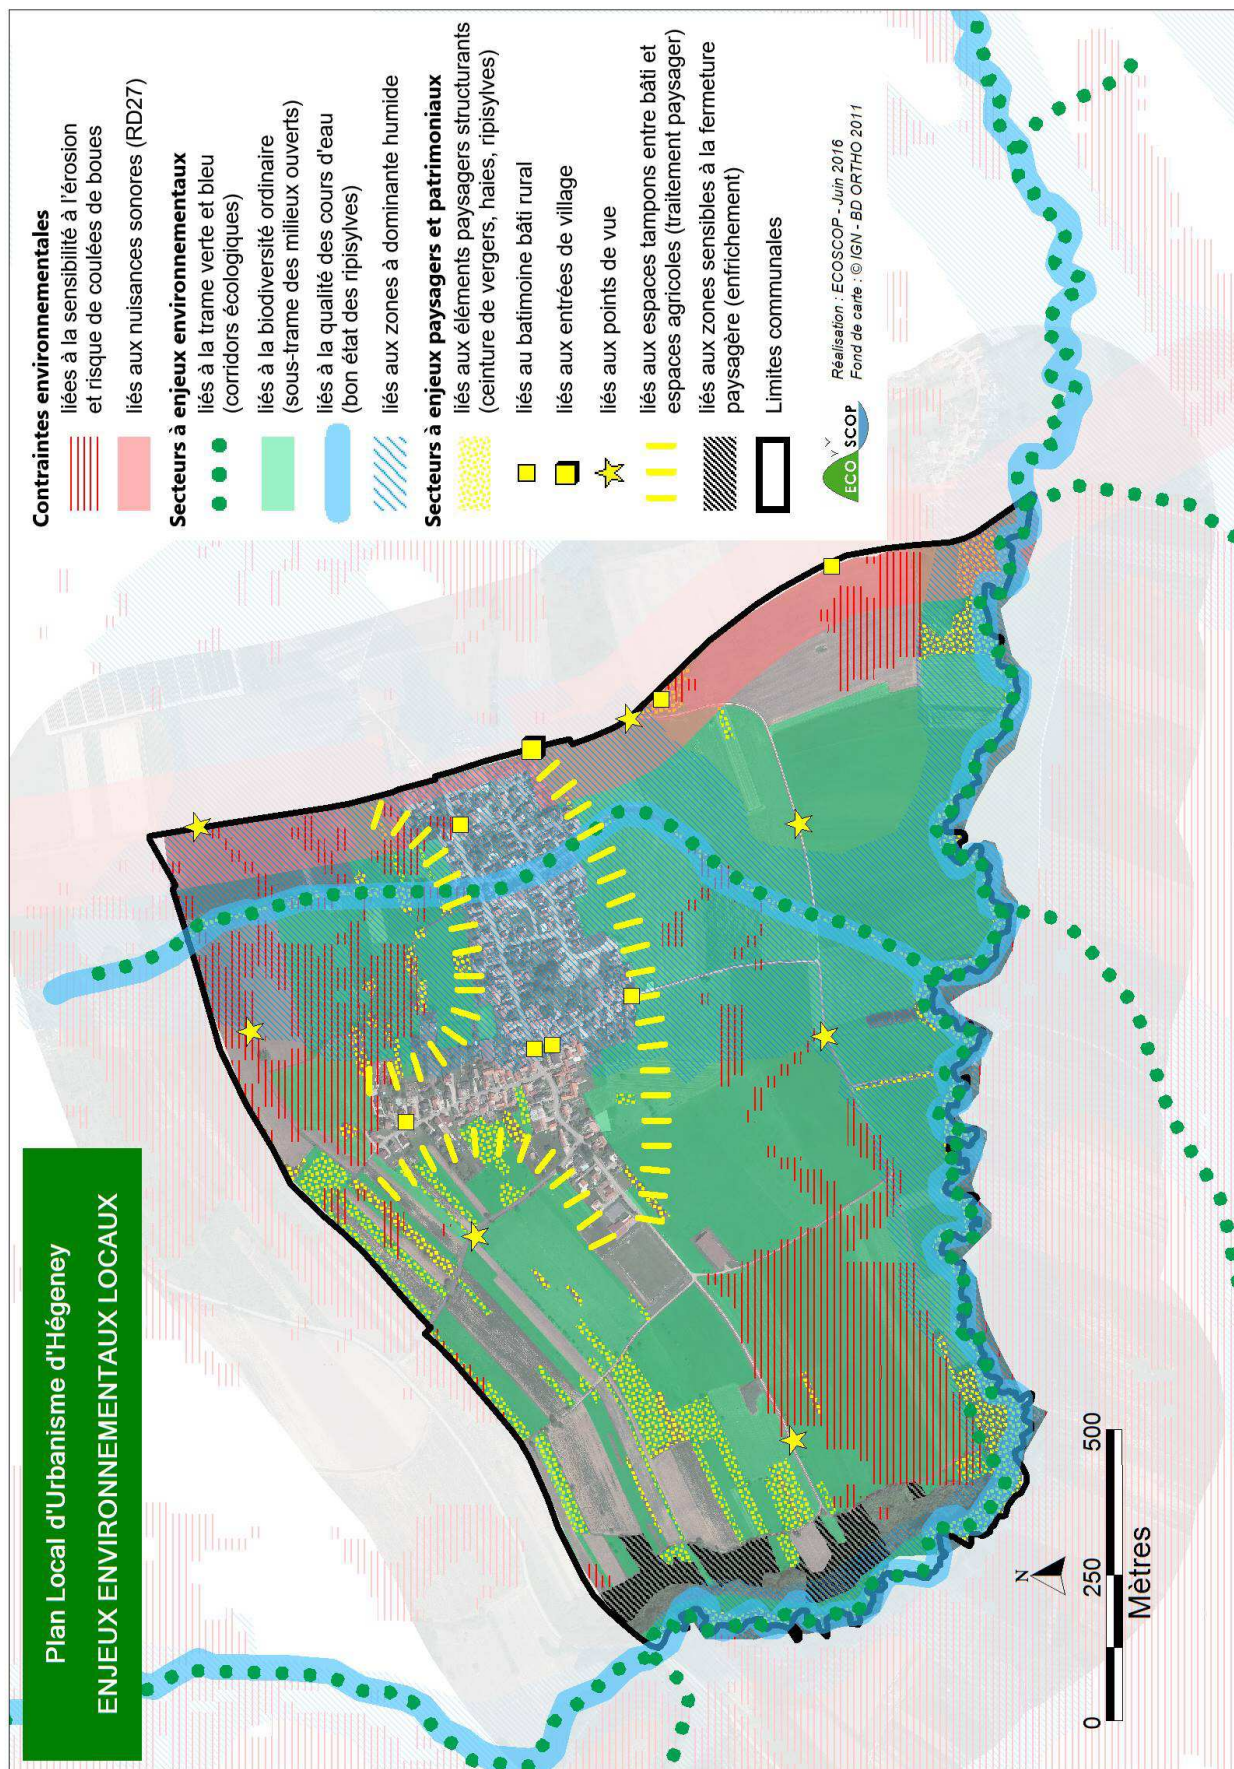 Plan Local d'Urbanisme d'Hégeney
ENJEUX ENVIRONNEMENTAUX LOCAUX
Contraintes environnementales
liées à la sensibilité à l'érosion
et risque de coulées de boues
liés aux nuisances sonores (RD27)
Secteurs à enjeux environnementaux
liés à la trame verte et bleu
(corridors écologiques)
liés à la biodiversité ordinaire
(sous-trame des milieux ouverts)
liés à la qualité des cours d'eau
(bon état des ripisylves)
liés aux zones à dominante humide
Secteurs à enjeux paysagers et patrimoniaux
liés aux éléments paysagers structurants
(ceinture de vergers, haies, ripisylves)
liés au batimoine bâti rural
liés aux entrées de village
liés aux points de vue
liés aux espaces tampons entre bâti et
espaces agricoles (traitement paysager)
liés aux zones sensibles à la fermeture
paysagère (enfrichement)
Limites communales
ECO SCOP
Réalisation : ECOSCOP - Juin 2016
Fond de carte : © IGN - BD ORTHO 2011
N
0 250 500
Mètres